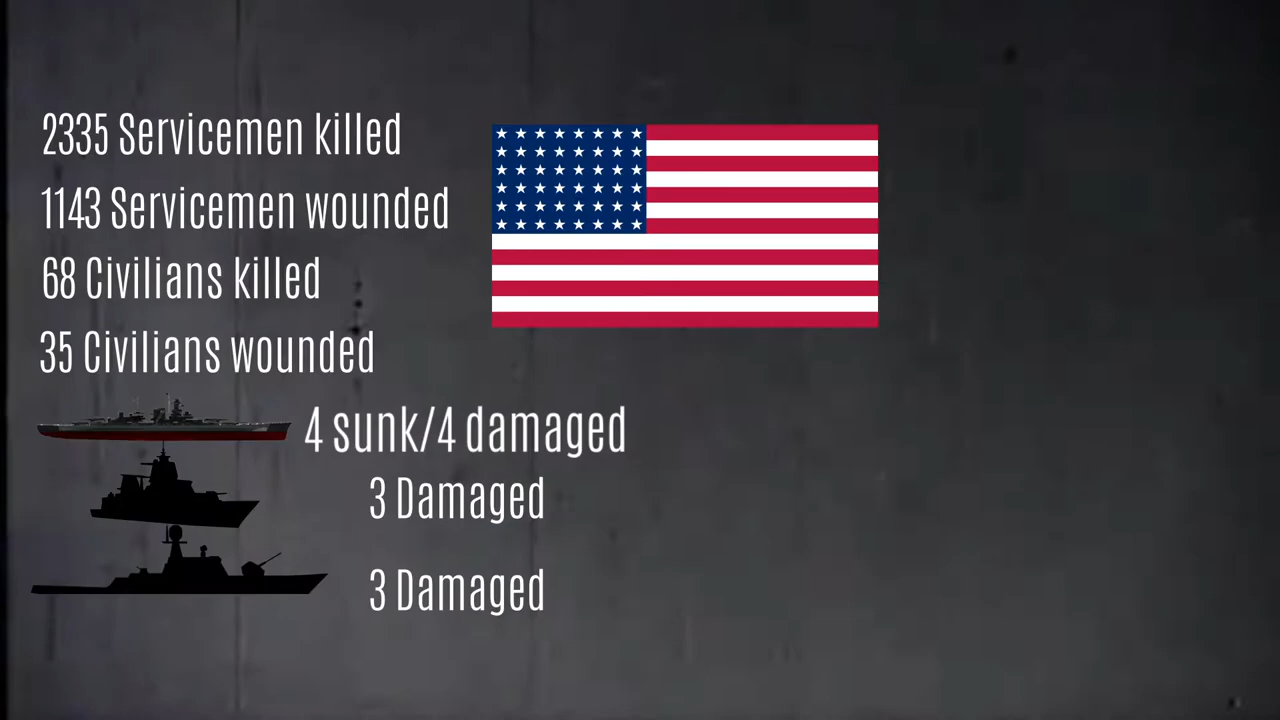 2335 Servicemen killed
1143 Servicemen wounded
68 Civilians killed
35 Civilians wounded
4 sunk/4 damaged
3 Damaged
3 Damaged